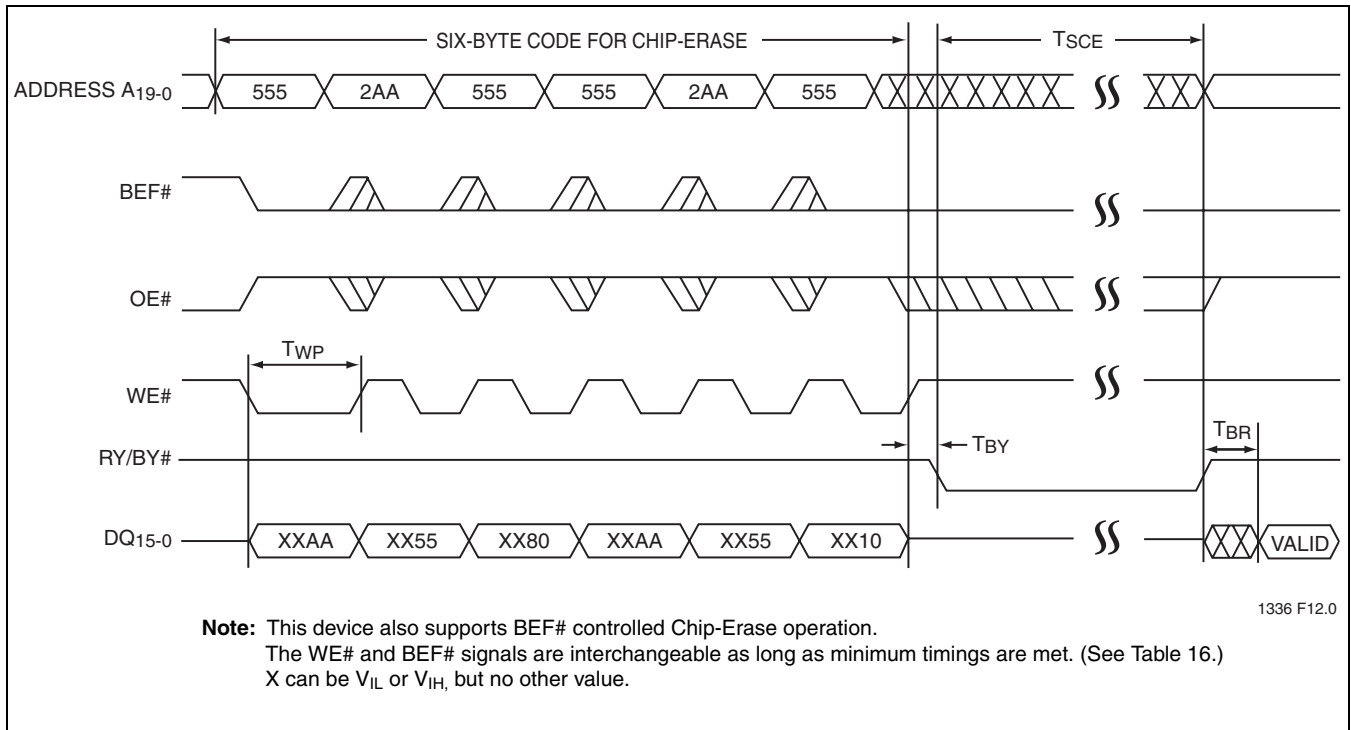 SIX-BYTE CODE FOR CHIP-ERASE
TSCE
ADDRESS A19-0
555 2AA 555 555 2AA 555
BEF#
OE#
TWP
WE#
TBR
RY/BY#
TBY
DQ15-0
XXAA XX55 XX80 XXAA XX55 XX10
VALID
1336 F12.0
Note: This device also supports BEF# controlled Chip-Erase operation.
The WE# and BEF# signals are interchangeable as long as minimum timings are met. (See Table 16.)
X can be VIL or VIH, but no other value.